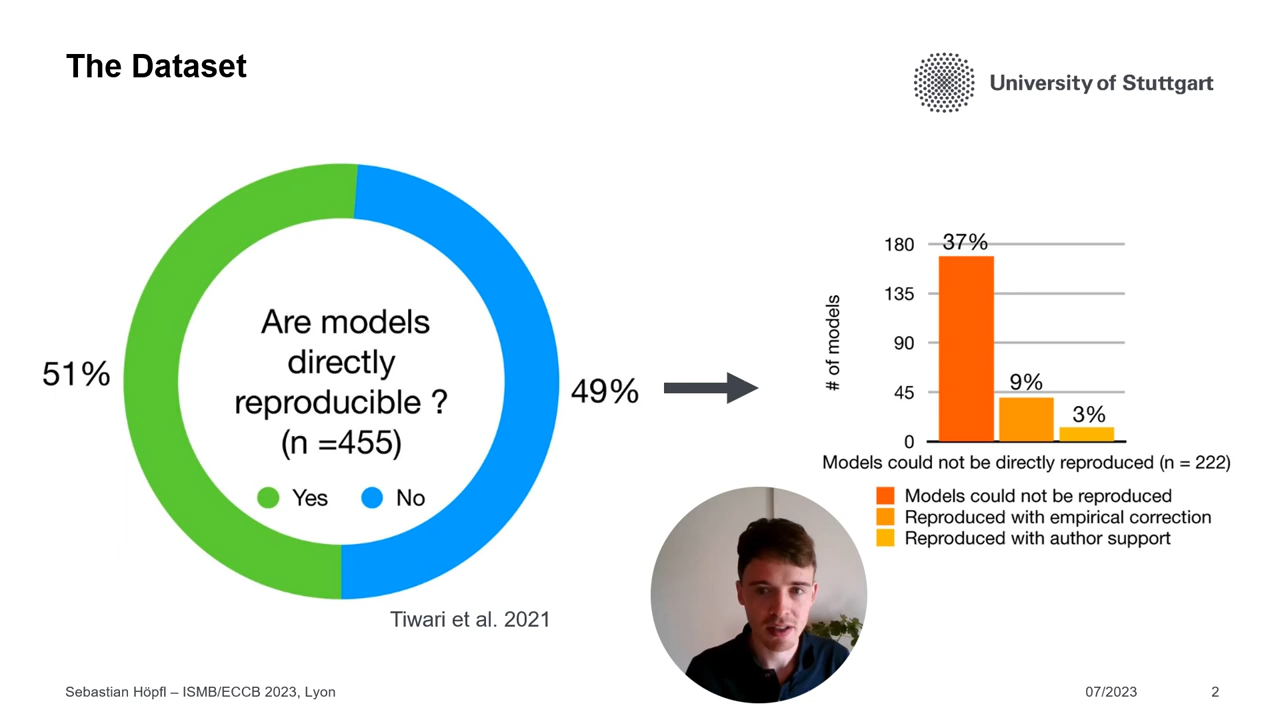 The Dataset
University of Stuttgart
51%
Are models
directly
reproducible ?
(n =455)
Yes
No
49%
Tiwari et al. 2021
# of models
180
135
90
45
0
37%
9%
3%
Models could not be directly reproduced (n = 222)
Models could not be reproduced
Reproduced with empirical correction
Reproduced with author support
Sebastian Höpfl – ISMB/ECCB 2023, Lyon
07/2023
2